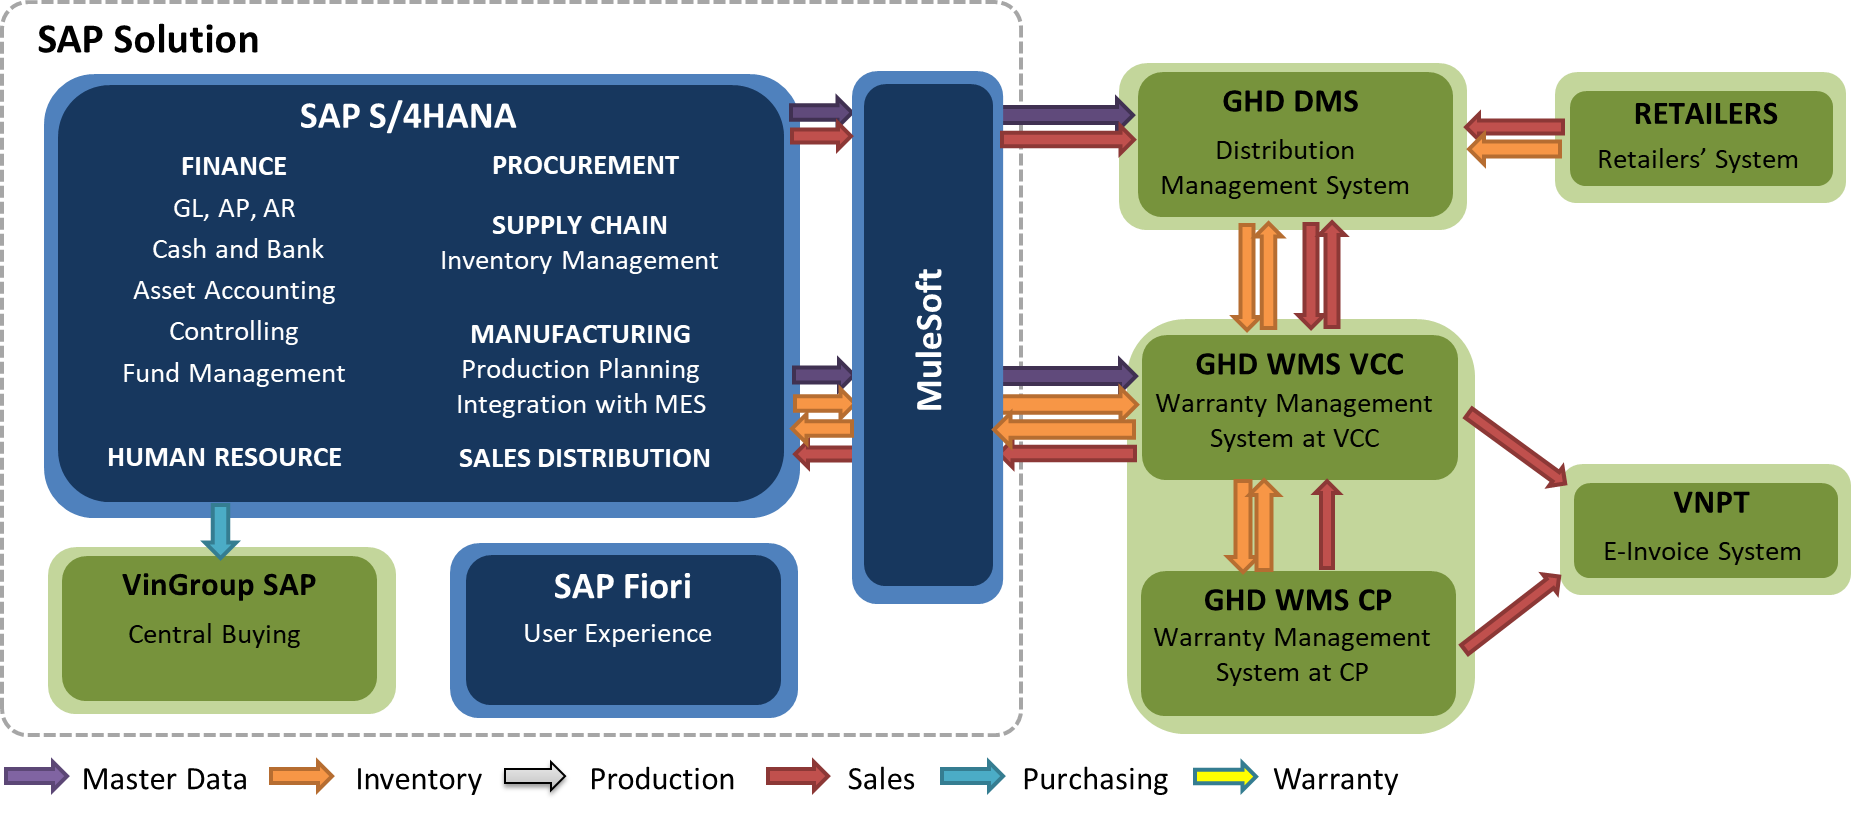 SAP Solution
SAP S/4HANA
FINANCE
GL, AP, AR
Cash and Bank
Asset Accounting
Controlling
Fund Management
HUMAN RESOURCE
PROCUREMENT
SUPPLY CHAIN
Inventory Management
MANUFACTURING
Production Planning
Integration with MES
SALES DISTRIBUTION
VinGroup SAP
Central Buying
SAP Fiori
User Experience
MuleSoft
GHD DMS
Distribution
Management System
RETAILERS
Retailers’ System
GHD WMS VCC
Warranty Management
System at VCC
GHD WMS CP
Warranty Management
System at CP
VNPT
E-Invoice System
Master Data
Inventory
Production
Sales
Purchasing
Warranty